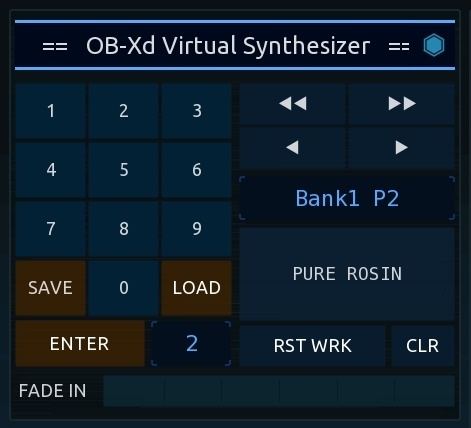 == OB-Xd Virtual Synthesizer ==
1 2 3
4 5 6
7 8 9
SAVE 0 LOAD
ENTER 2
Bank1 P2
PURE ROSIN
RST WRK CLR
FADE IN